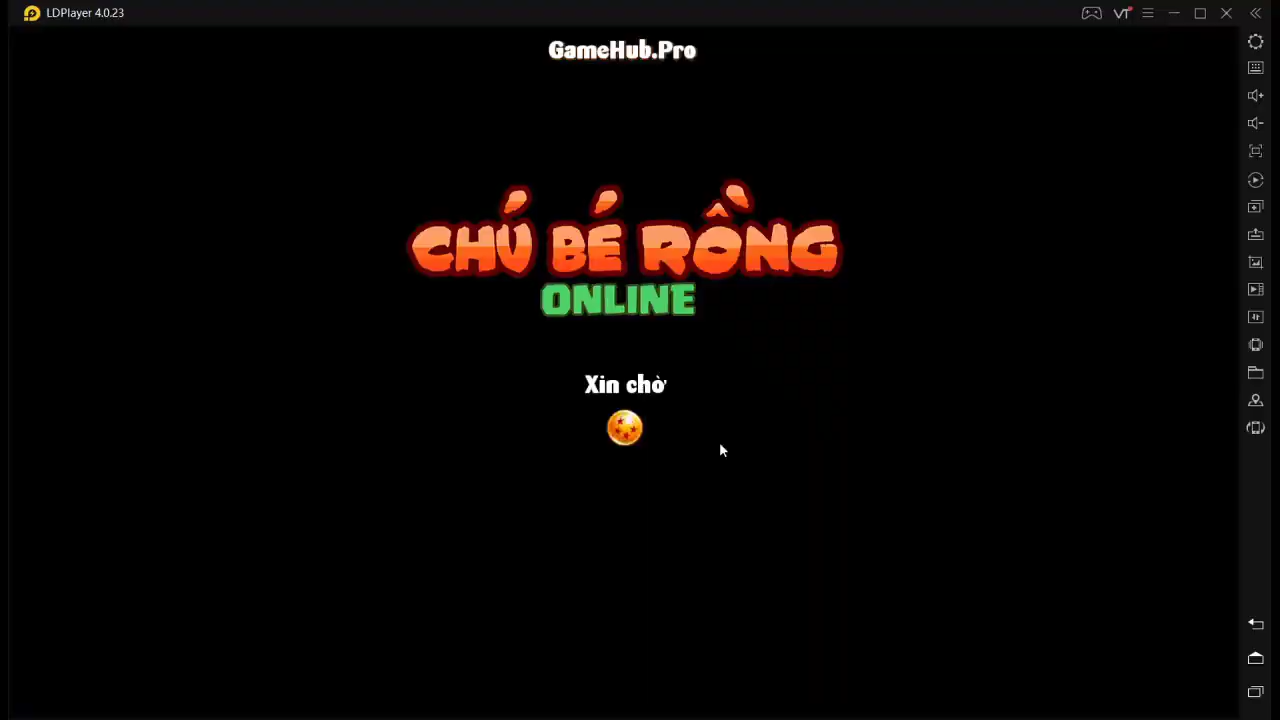 LDPlayer 4.0.23
GameHub.Pro
CHÚ BÉ RỒNG
ONLINE
Xin chờ